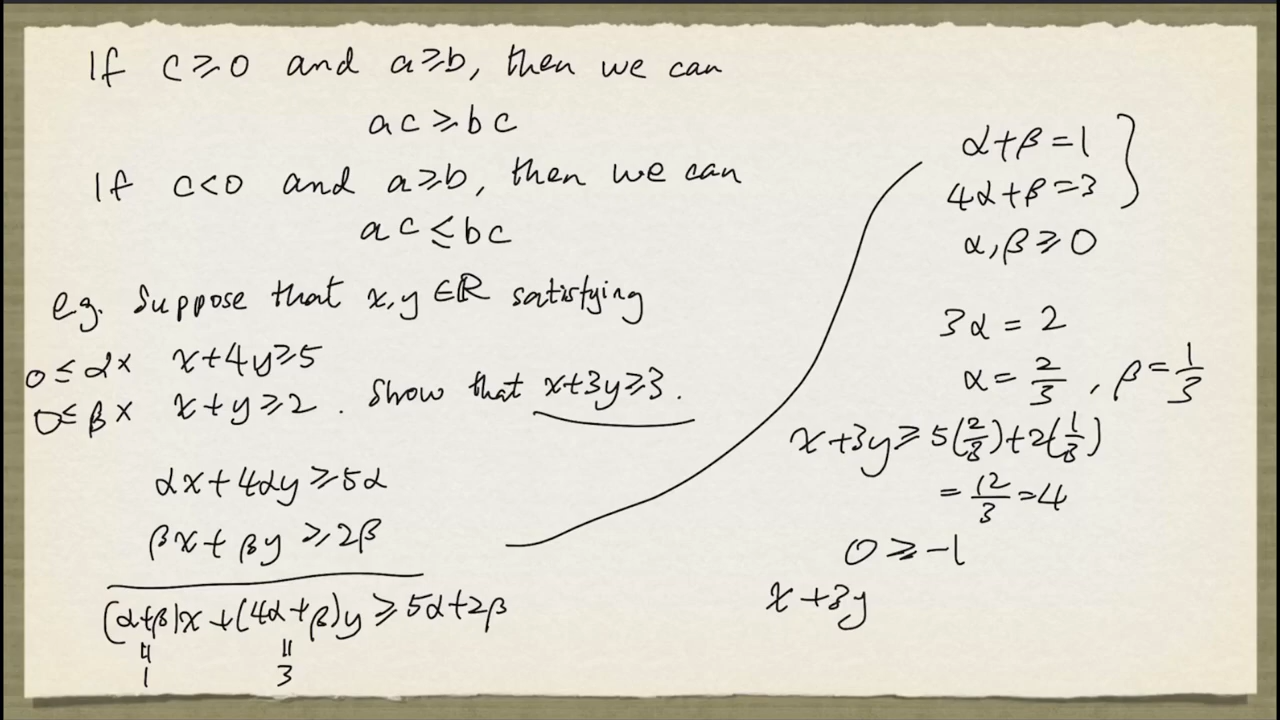 If c ≥ 0 and a ≥ b, then we can
ac ≥ bc
If c < 0 and a ≥ b, then we can
ac ≤ bc
e.g. Suppose that x, y ∈ ℝ satisfying
0 ≤ α × x + 4y ≥ 5
0 ≤ β × x + y ≥ 2 . Show that x + 3y ≥ 3.
αx + 4αy ≥ 5α
βx + βy ≥ 2β
(α+β)x + (4α+β)y ≥ 5α+2β
|| ||
1 3
α + β = 1 }
4α + β = 3
α, β ≥ 0
3α = 2
α = 2/3 , β = 1/3
x + 3y ≥ 5(2/3) + 2(1/3)
= 12/3 = 4
0 ≥ -1
x + 3y